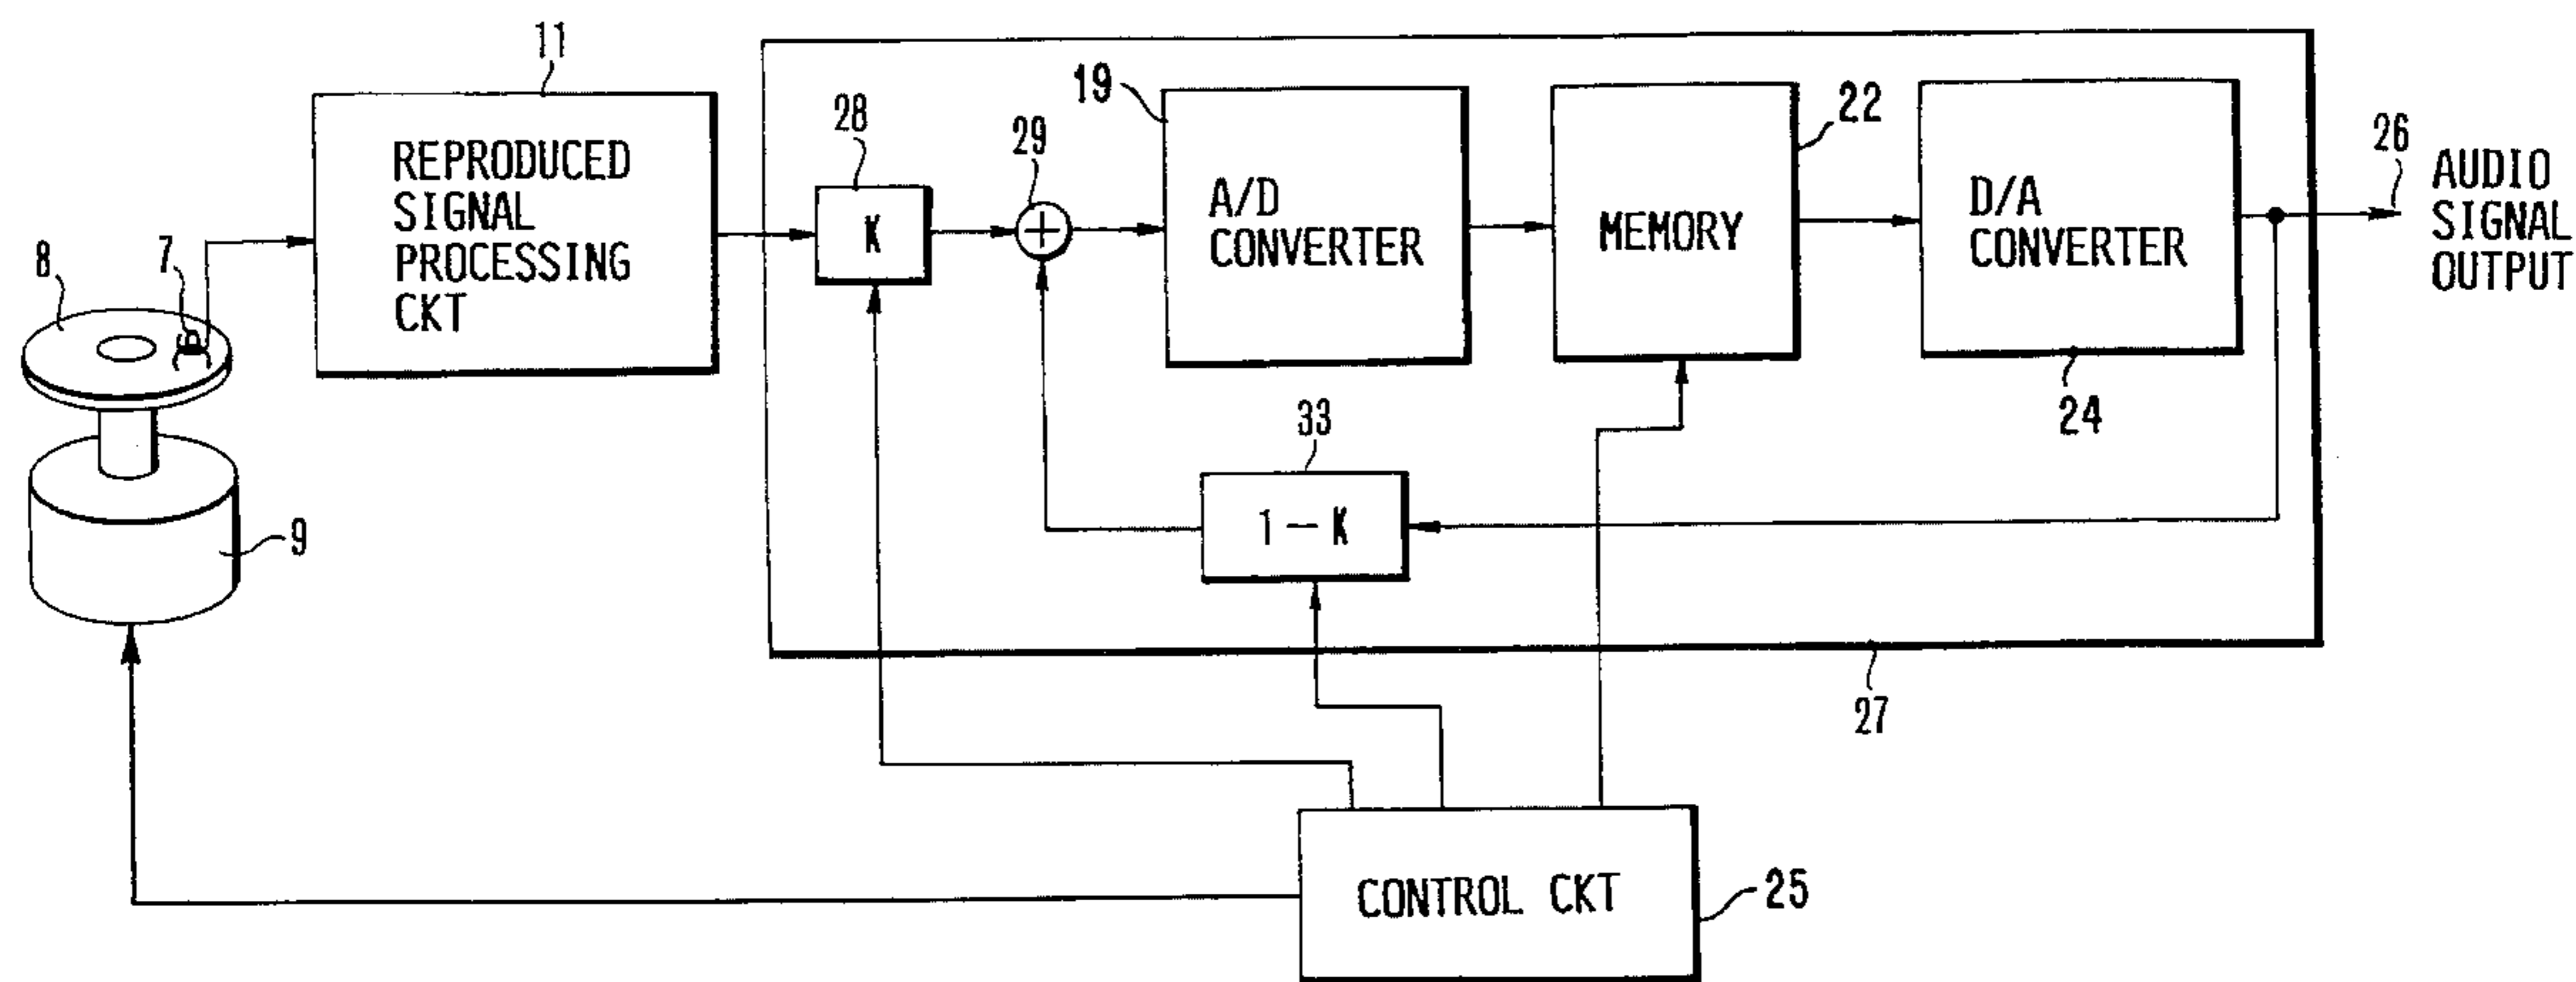 11
REPRODUCED
SIGNAL
PROCESSING
CKT
8
7
9
28
K
29
19
A/D
CONVERTER
MEMORY
22
D/A
CONVERTER
24
26
AUDIO
SIGNAL
OUTPUT
33
1 – K
27
CONTROL CKT
25